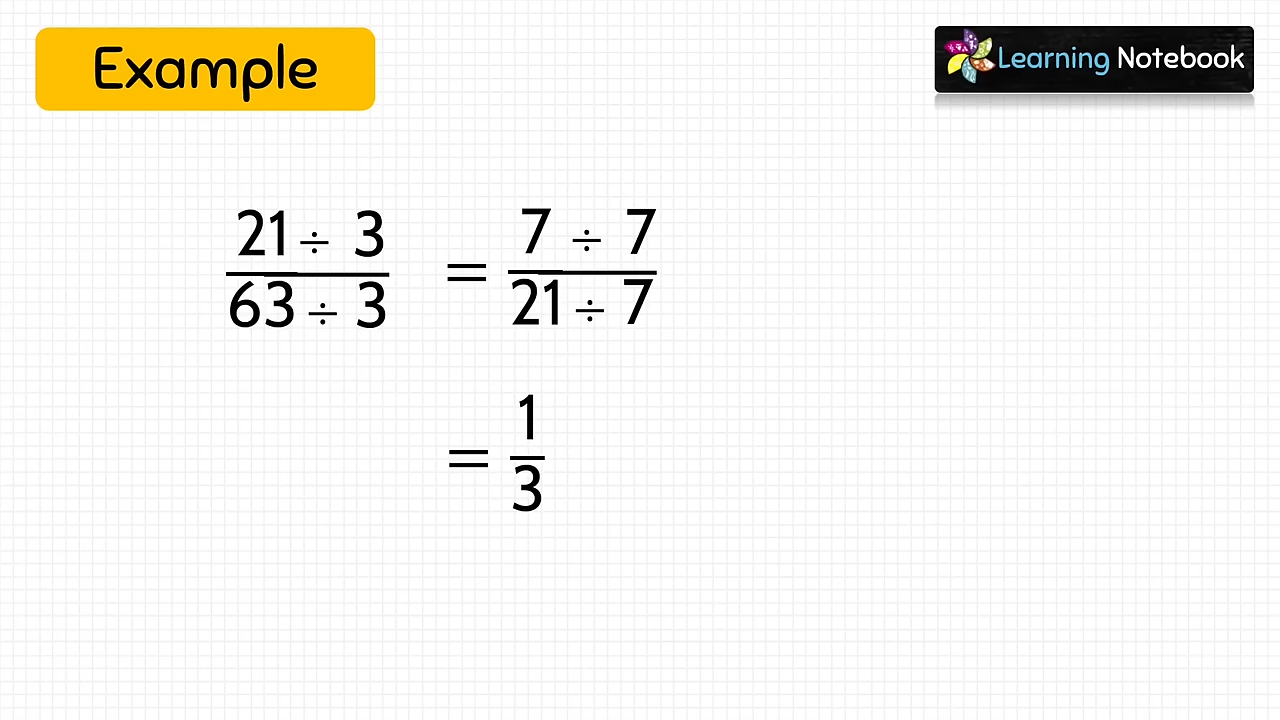 Example
Learning Notebook
21 ÷ 3 7 ÷ 7
= 
63 ÷ 3 21 ÷ 7
1
=
3